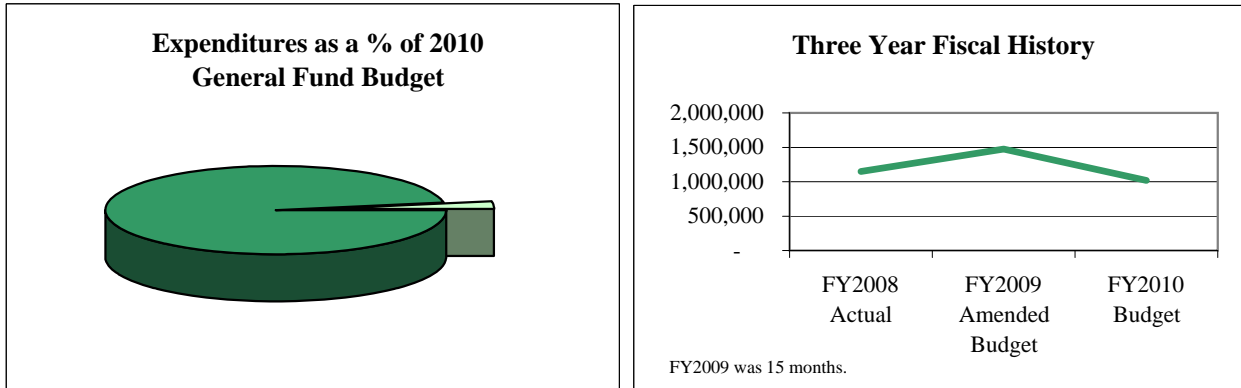 Expenditures as a % of 2010
General Fund Budget
Three Year Fiscal History
2,000,000
1,500,000
1,000,000
500,000
-
FY2008
Actual
FY2009
Amended
Budget
FY2010
Budget
FY2009 was 15 months.